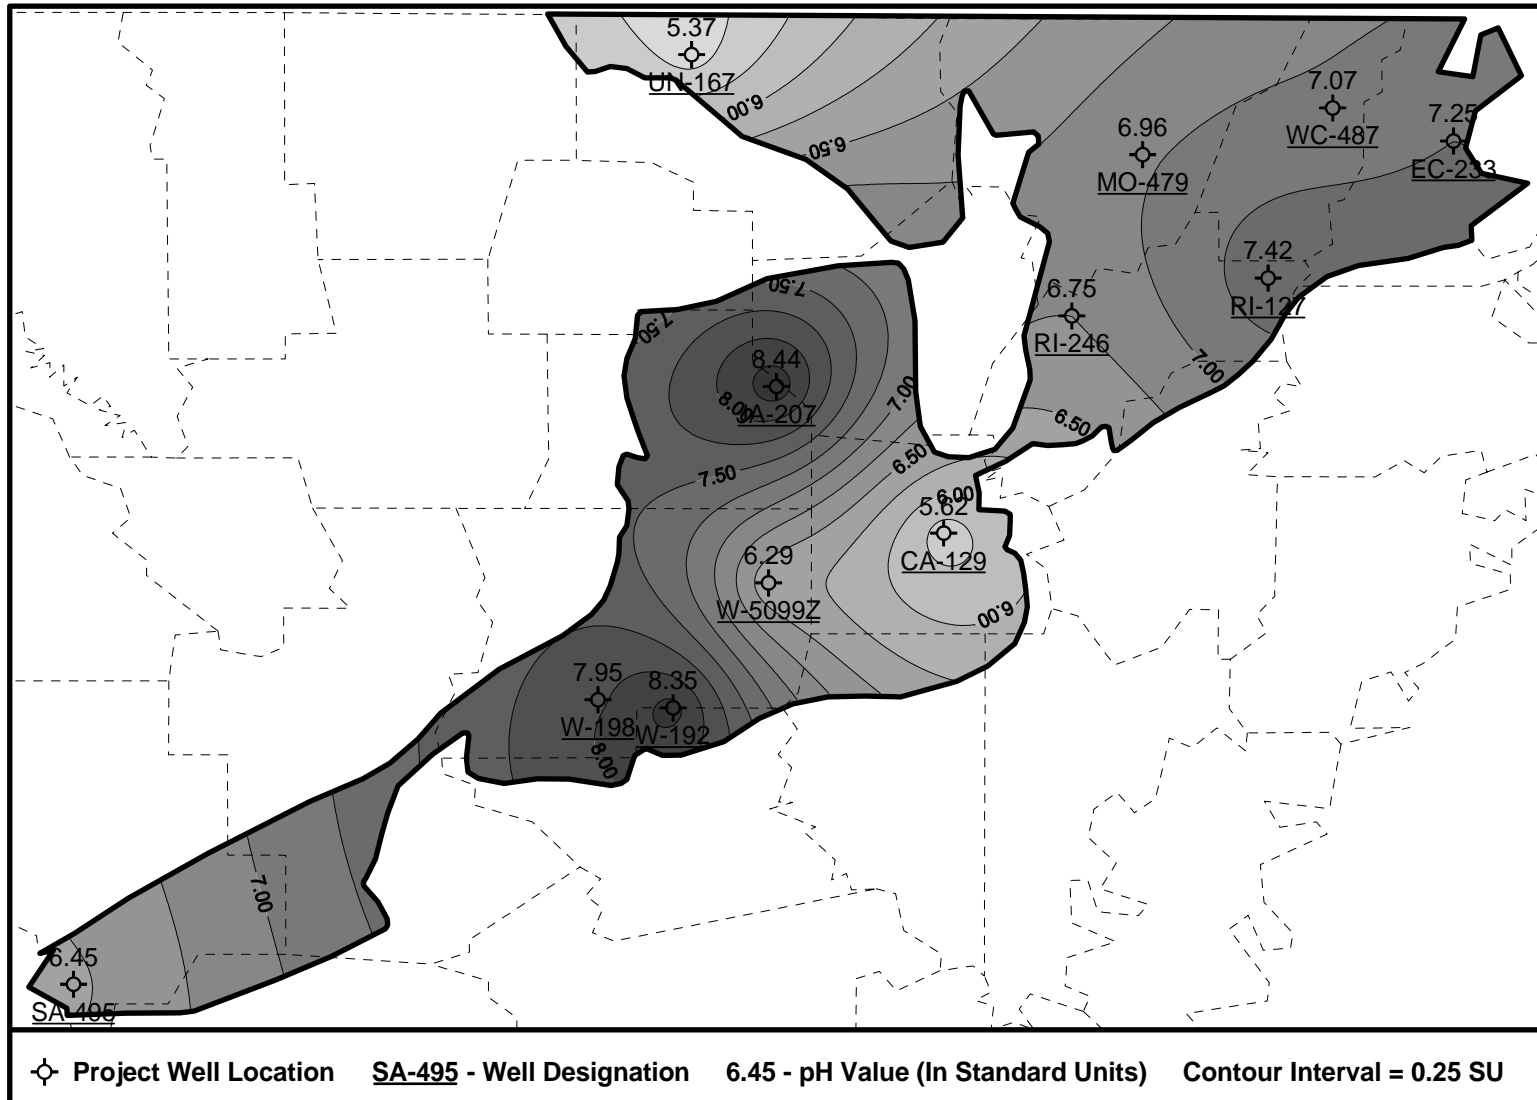 5.37
UN-167
6.00
6.50
7.07
WC-487
7.25
EC-233
6.96
MO-479
7.42
RI-127
6.75
RI-246
7.00
6.50
7.50
7.50
8.44
8.00
JA-207
7.00
6.50
7.50
6.00
5.62
CA-129
6.29
W-5099Z
6.00
7.95
W-198
8.35
W-192
8.00
7.00
6.45
SA-495
Project Well Location SA-495 - Well Designation 6.45 - pH Value (In Standard Units) Contour Interval = 0.25 SU